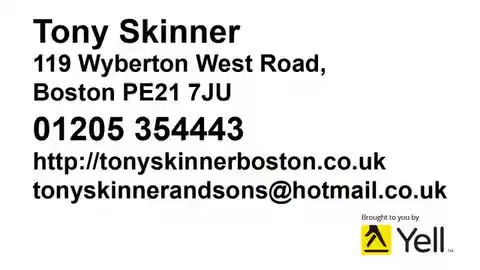 Tony Skinner
119 Wyberton West Road,
Boston PE21 7JU
01205 354443
http://tonyskinnerboston.co.uk
tonyskinnerandsons@hotmail.co.uk
Brought to you by
Yell™